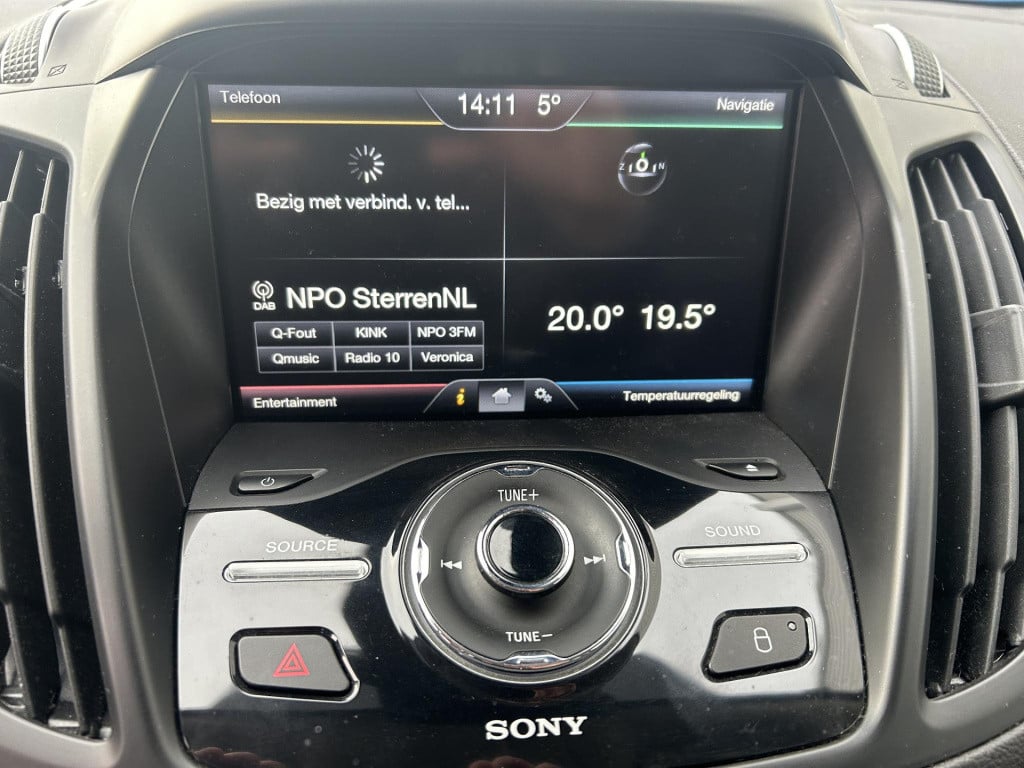 Telefoon
14:11 5°
Navigatie
Bezig met verbind. v. tel...
Z N
DAB
NPO SterrenNL
Q-Fout KINK NPO 3FM
Qmusic Radio 10 Veronica
20.0° 19.5°
Entertainment
i
Temperatuurregeling
TUNE+
SOURCE
SOUND
TUNE−
SONY